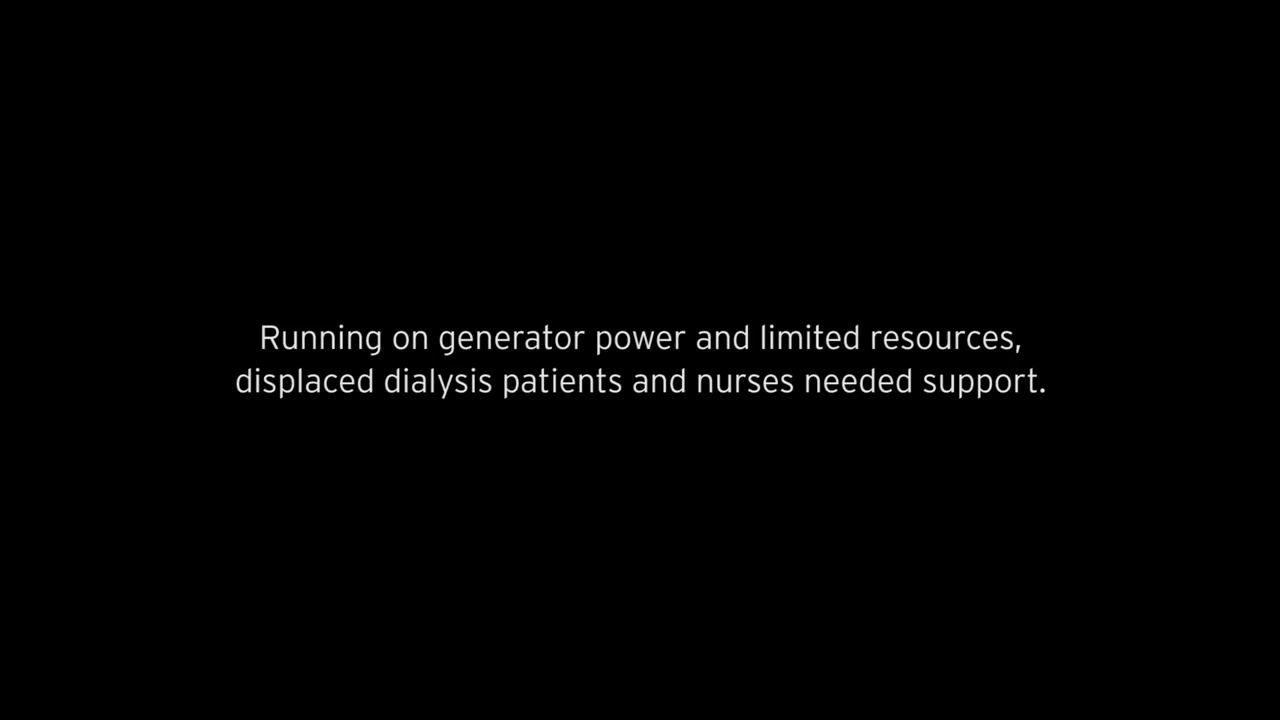 Running on generator power and limited resources,
displaced dialysis patients and nurses needed support.